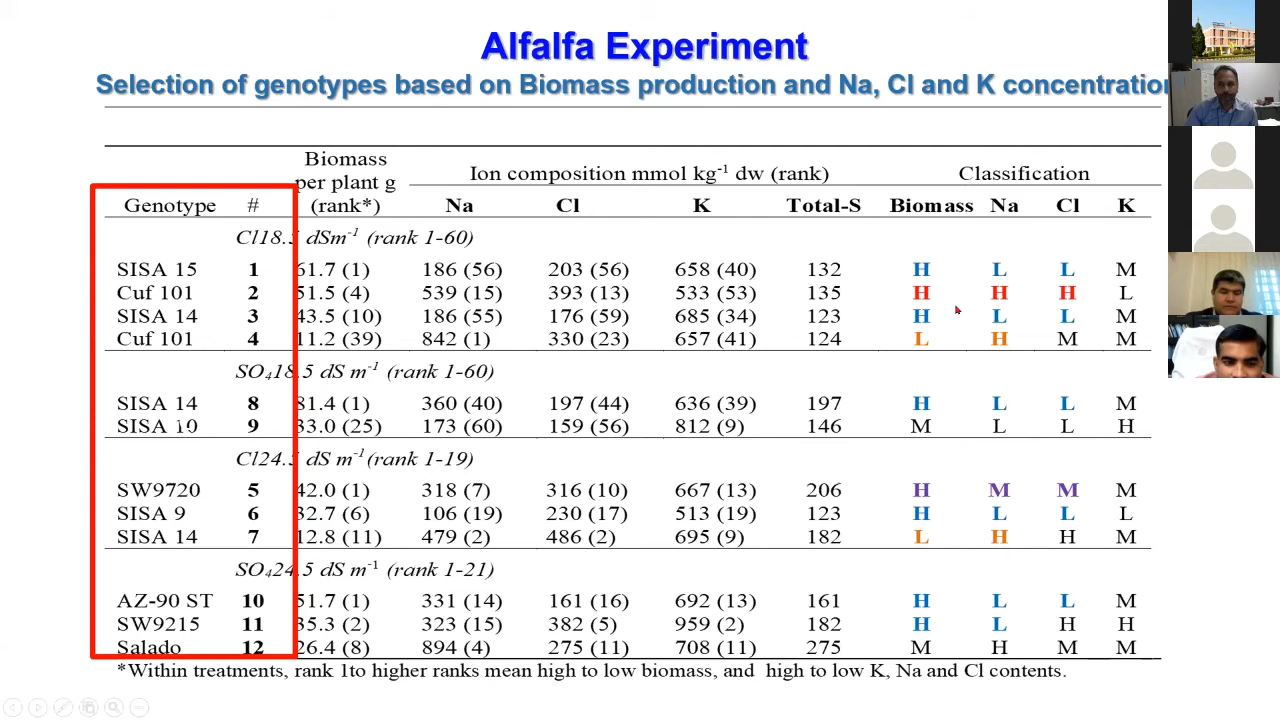 Alfalfa Experiment
Selection of genotypes based on Biomass production and Na, Cl and K concentration
Biomass per plant g (rank*) Ion composition mmol kg-1 dw (rank) Classification
Genotype # Na Cl K Total-S Biomass Na Cl K
Cl18.5 dSm-1 (rank 1-60)
SISA 15 1 61.7 (1) 186 (56) 203 (56) 658 (40) 132 H L L M
Cuf 101 2 51.5 (4) 539 (15) 393 (13) 533 (53) 135 H H H L
SISA 14 3 43.5 (10) 186 (55) 176 (59) 685 (34) 123 H L L M
Cuf 101 4 11.2 (39) 842 (1) 330 (23) 657 (41) 124 L H M M
SO418.5 dS m-1 (rank 1-60)
SISA 14 8 81.4 (1) 360 (40) 197 (44) 636 (39) 197 H L L M
SISA 10 9 33.0 (25) 173 (60) 159 (56) 812 (9) 146 M L L H
Cl24.5 dS m-1(rank 1-19)
SW9720 5 42.0 (1) 318 (7) 316 (10) 667 (13) 206 H M M M
SISA 9 6 32.7 (6) 106 (19) 230 (17) 513 (19) 123 H L L L
SISA 14 7 12.8 (11) 479 (2) 486 (2) 695 (9) 182 L H H M
SO424.5 dS m-1 (rank 1-21)
AZ-90 ST 10 51.7 (1) 331 (14) 161 (16) 692 (13) 161 H L L M
SW9215 11 35.3 (2) 323 (15) 382 (5) 959 (2) 182 H L H H
Salado 12 26.4 (8) 894 (4) 275 (11) 708 (11) 275 M H M M
*Within treatments, rank 1to higher ranks mean high to low biomass, and high to low K, Na and Cl contents.